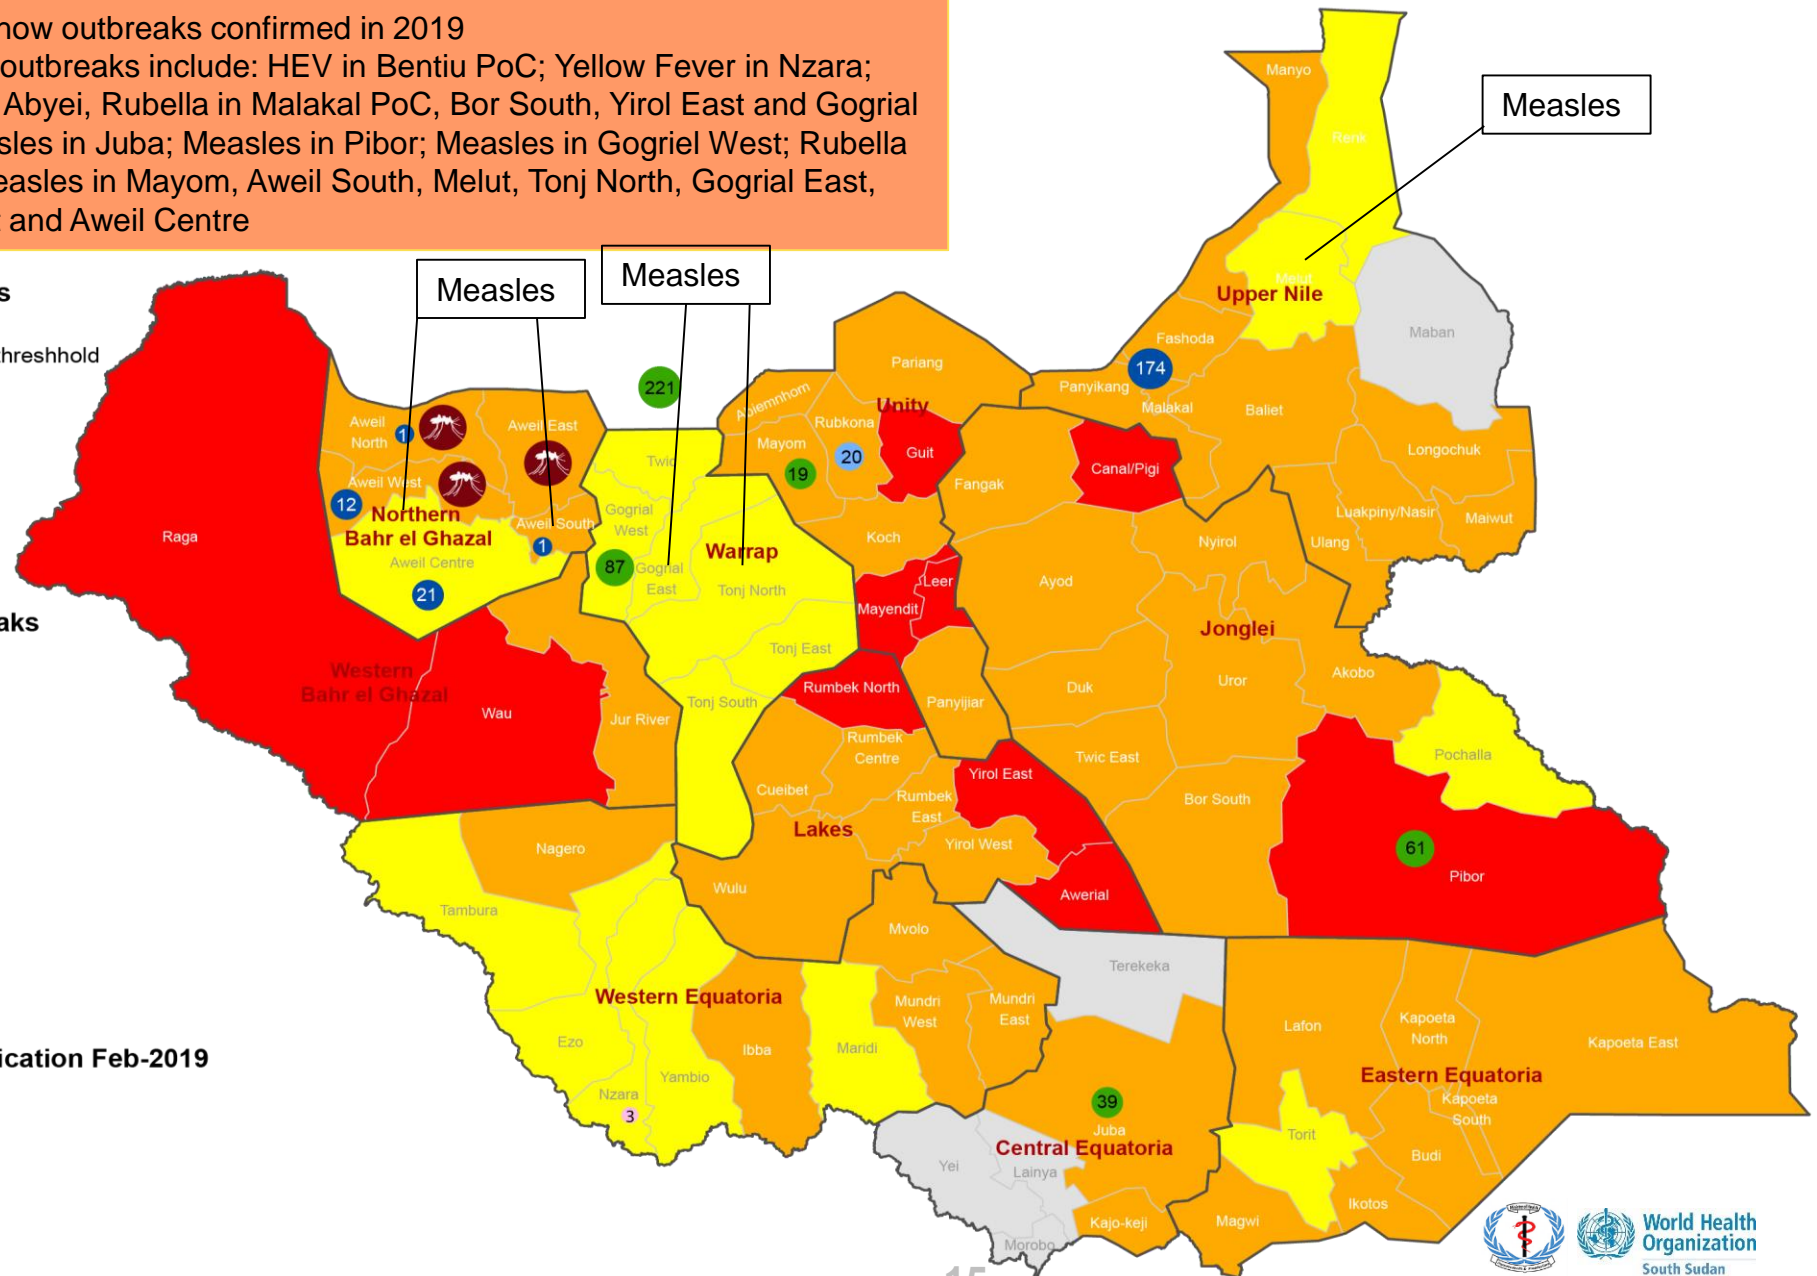 now outbreaks confirmed in 2019
outbreaks include: HEV in Bentiu PoC; Yellow Fever in Nzara;
Abyei, Rubella in Malakal PoC, Bor South, Yirol East and Gogrial
sles in Juba; Measles in Pibor; Measles in Gogriel West; Rubella
easles in Mayom, Aweil South, Melut, Tonj North, Gogrial East,
t and Aweil Centre
s
threshhold
aks
ication Feb-2019
Measles
Measles
Measles
Manyo
Renk
Melut
Upper Nile
Maban
Fashoda
174
Panyikang
Malakal
Baliet
Longochuk
Luakpiny/Nasir
Maiwut
Ulang
221
Pariang
Abiemnhom
Unity
Rubkona
Mayom
19
20
Guit
Koch
Leer
Mayendit
Panyijiar
Aweil
North
1
Aweil East
Aweil West
12
Northern
Bahr el Ghazal
Aweil South
1
Aweil Centre
21
Raga
Western
Bahr el Ghazal
Wau
Jur River
Twic
Gogrial
West
87
Gogrial
East
Warrap
Tonj North
Tonj East
Tonj South
Fangak
Canal/Pigi
Nyirol
Ayod
Jonglei
Akobo
Duk
Uror
Twic East
Pochalla
Bor South
61
Pibor
Rumbek North
Rumbek
Centre
Cueibet
Rumbek
East
Yirol East
Lakes
Yirol West
Wulu
Awerial
Nagero
Tambura
Mvolo
Western Equatoria
Mundri
West
Mundri
East
Ezo
Ibba
Maridi
Yambio
Nzara
3
Terekeka
39
Juba
Central Equatoria
Yei
Lainya
Kajo-keji
Morobo
Lafon
Kapoeta
North
Kapoeta East
Eastern Equatoria
Kapoeta
South
Torit
Budi
Ikotos
Magwi
15
World Health
Organization
South Sudan